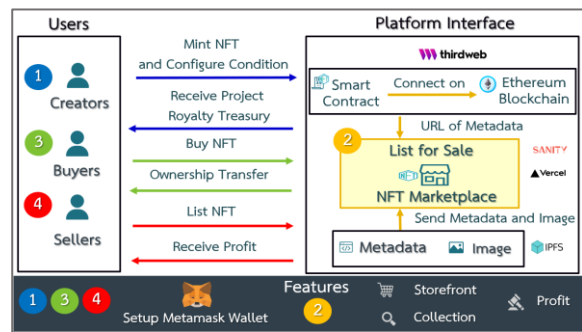 Users
Platform Interface
Mint NFT
and Configure Condition
thirdweb
1
Creators
Smart
Contract
Connect on
Ethereum
Blockchain
Receive Project
Royalty Treasury
URL of Metadata
3
Buyers
Buy NFT
2
List for Sale
NFT Marketplace
SANITY
Vercel
Ownership Transfer
4
Sellers
List NFT
Send Metadata and Image
Receive Profit
Metadata
Image
IPFS
1 3 4
Setup Metamask Wallet
Features
2
Storefront
Collection
Profit